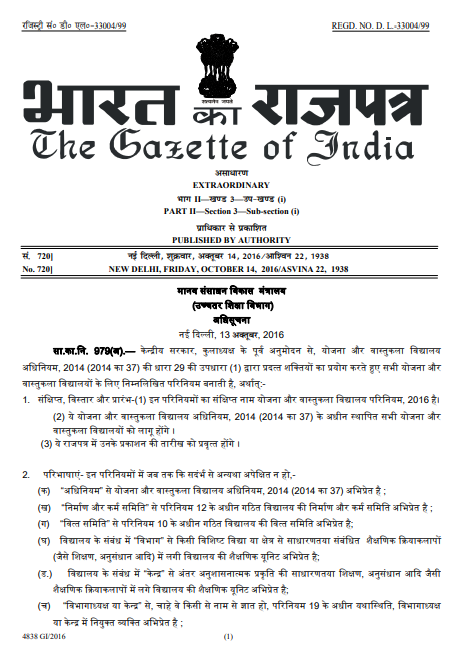 रजिस्ट्री सं० डी० एल०-33004/99
REGD. NO. D. L.-33004/99
सत्यमेव जयते
भारत का राजपत्र
The Gazette of India
असाधारण
EXTRAORDINARY
भाग II—खण्ड 3—उप-खण्ड (i)
PART II—Section 3—Sub-section (i)
प्राधिकार से प्रकाशित
PUBLISHED BY AUTHORITY
सं. 720]
नई दिल्ली, शुक्रवार, अक्तूबर 14, 2016/आश्विन 22, 1938
No. 720]
NEW DELHI, FRIDAY, OCTOBER 14, 2016/ASVINA 22, 1938
मानव संसाधन विकास मंत्रालय
(उच्चतर शिक्षा विभाग)
अधिसूचना
नई दिल्ली, 13 अक्तूबर, 2016
सा.का.नि. 979(अ).— केन्द्रीय सरकार, कुलाध्यक्ष के पूर्व अनुमोदन से, योजना और वास्तुकला विद्यालय
अधिनियम, 2014 (2014 का 37) की धारा 29 की उपधारा (1) द्वारा प्रदत्त शक्तियों का प्रयोग करते हुए सभी योजना और
वास्तुकला विद्यालयों के लिए निम्नलिखित परिनियम बनाती है, अर्थात्:-
1. संक्षिप्त, विस्तार और प्रारंभ-(1) इन परिनियमों का संक्षिप्त नाम योजना और वास्तुकला विद्यालय परिनियम, 2016 है।
(2) ये योजना और वास्तुकला विद्यालय अधिनियम, 2014 (2014 का 37) के अधीन स्थापित सभी योजना और
वास्तुकला विद्यालयों को लागू होंगे ।
(3) ये राजपत्र में उनके प्रकाशन की तारीख को प्रवृत्त होंगे ।
2. परिभाषाएं- इन परिनियमों में जब तक कि सदंर्भ से अन्यथा अपेक्षित न हो,-
(क) "अधिनियम" से योजना और वास्तुकला विद्यालय अधिनियम, 2014 (2014 का 37) अभिप्रेत है ;
(ख) "निर्माण और कर्म समिति" से परिनियम 12 के अधीन गठित विद्यालय की निर्माण और कर्म समिति अभिप्रेत है ;
(ग) "वित्त समिति" से परिनियम 10 के अधीन गठित विद्यालय की वित्त समिति अभिप्रेत है;
(घ) विद्यालय के संबंध में "विभाग" से किसी विशिष्ट विद्या या क्षेत्र से साधारणतया संबंधित शैक्षणिक क्रियाकलापों
(जैसे शिक्षण, अनुसंधान आदि) में लगी विद्यालय की शैक्षणिक यूनिट अभिप्रेत है;
(ड.) विद्यालय के संबंध में "केन्द्र" से अंतर अनुशासनात्मक प्रकृति की साधारणतया शिक्षण, अनुसंधान आदि जैसी
शैक्षणिक क्रियाकलापों में लगे विद्यालय की शैक्षणिक यूनिट अभिप्रेत है;
(च) "विभागाध्यक्ष या केन्द्र" से, चाहे वे किसी से नाम से ज्ञात हो, परिनियम 19 के अधीन यथास्थिति, विभागाध्यक्ष
या केन्द्र में नियुक्त व्यक्ति अभिप्रेत है ;
4838 GI/2016
(1)